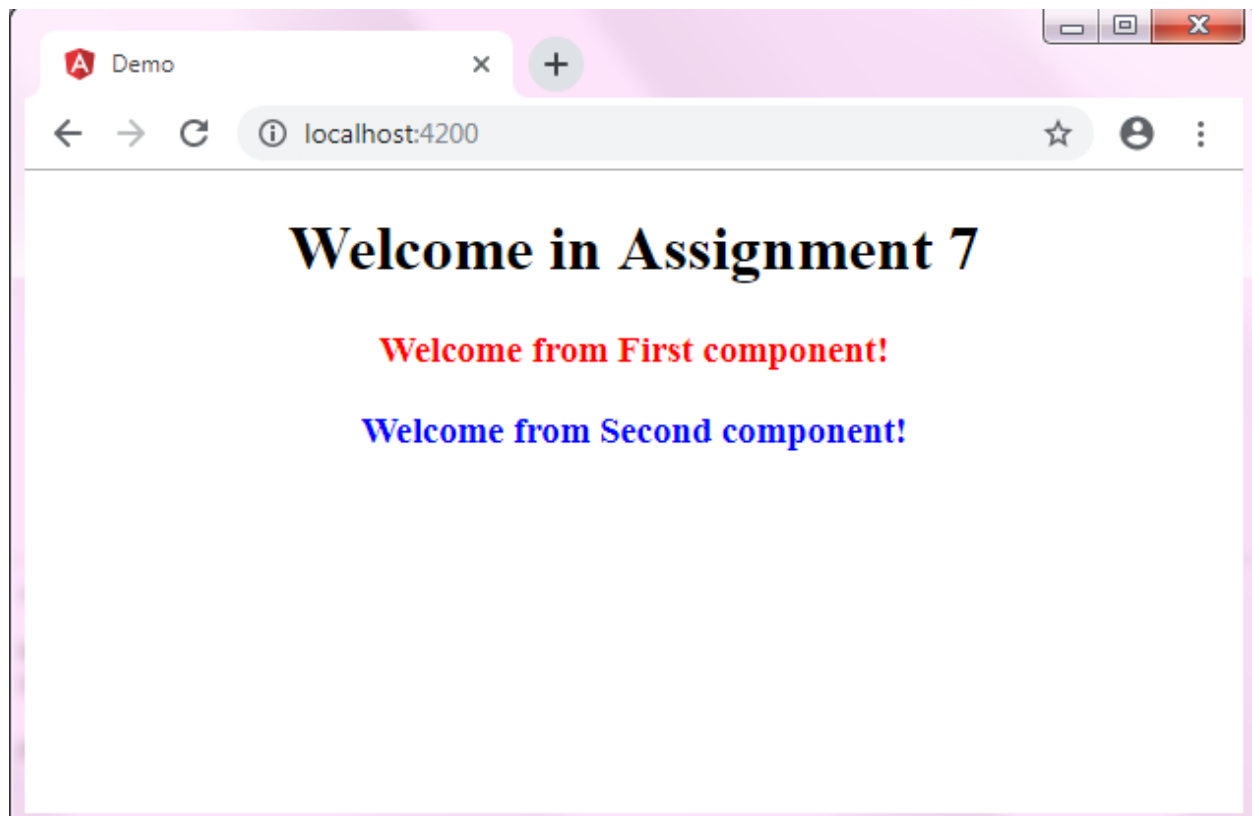 Demo
localhost:4200
Welcome in Assignment 7
Welcome from First component!
Welcome from Second component!